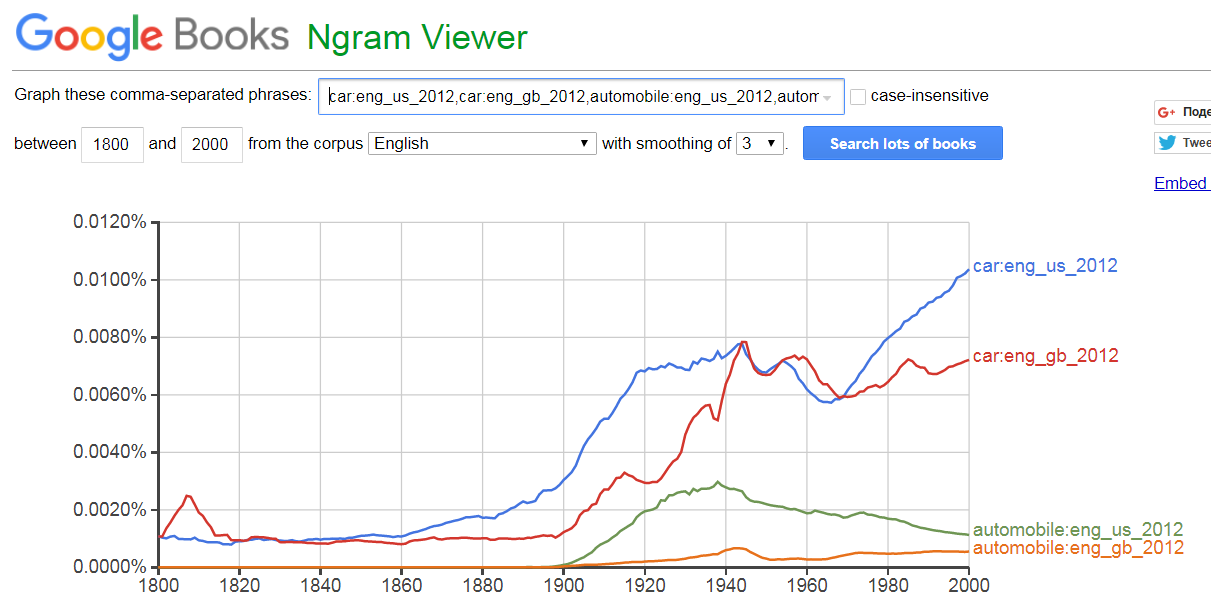 Google Books Ngram Viewer
Graph these comma-separated phrases: car:eng_us_2012,car:eng_gb_2012,automobile:eng_us_2012,autom case-insensitive
G+ Поде
between 1800 and 2000 from the corpus English with smoothing of 3 . Search lots of books
Twee
Embed
0.0120%
car:eng_us_2012
0.0100%
0.0080%
car:eng_gb_2012
0.0060%
0.0040%
0.0020%
automobile:eng_us_2012
automobile:eng_gb_2012
0.0000%
1800 1820 1840 1860 1880 1900 1920 1940 1960 1980 2000